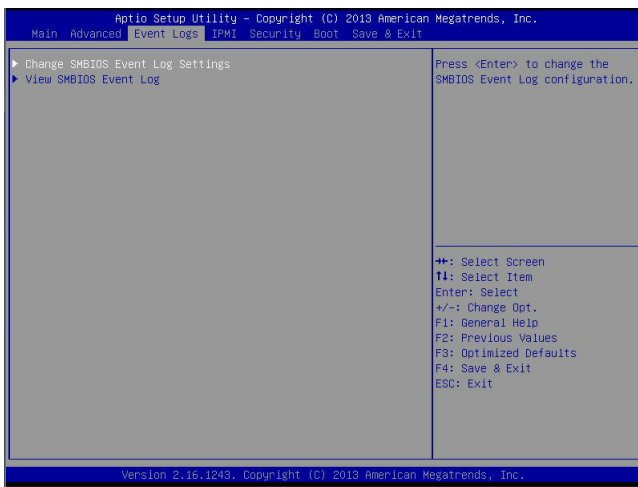 Aptio Setup Utility – Copyright (C) 2013 American Megatrends, Inc.
Main Advanced Event Logs IPMI Security Boot Save & Exit
▶ Change SMBIOS Event Log Settings
▶ View SMBIOS Event Log
Press <Enter> to change the
SMBIOS Event Log configuration.
→←: Select Screen
↑↓: Select Item
Enter: Select
+/-: Change Opt.
F1: General Help
F2: Previous Values
F3: Optimized Defaults
F4: Save & Exit
ESC: Exit
Version 2.16.1243. Copyright (C) 2013 American Megatrends, Inc.